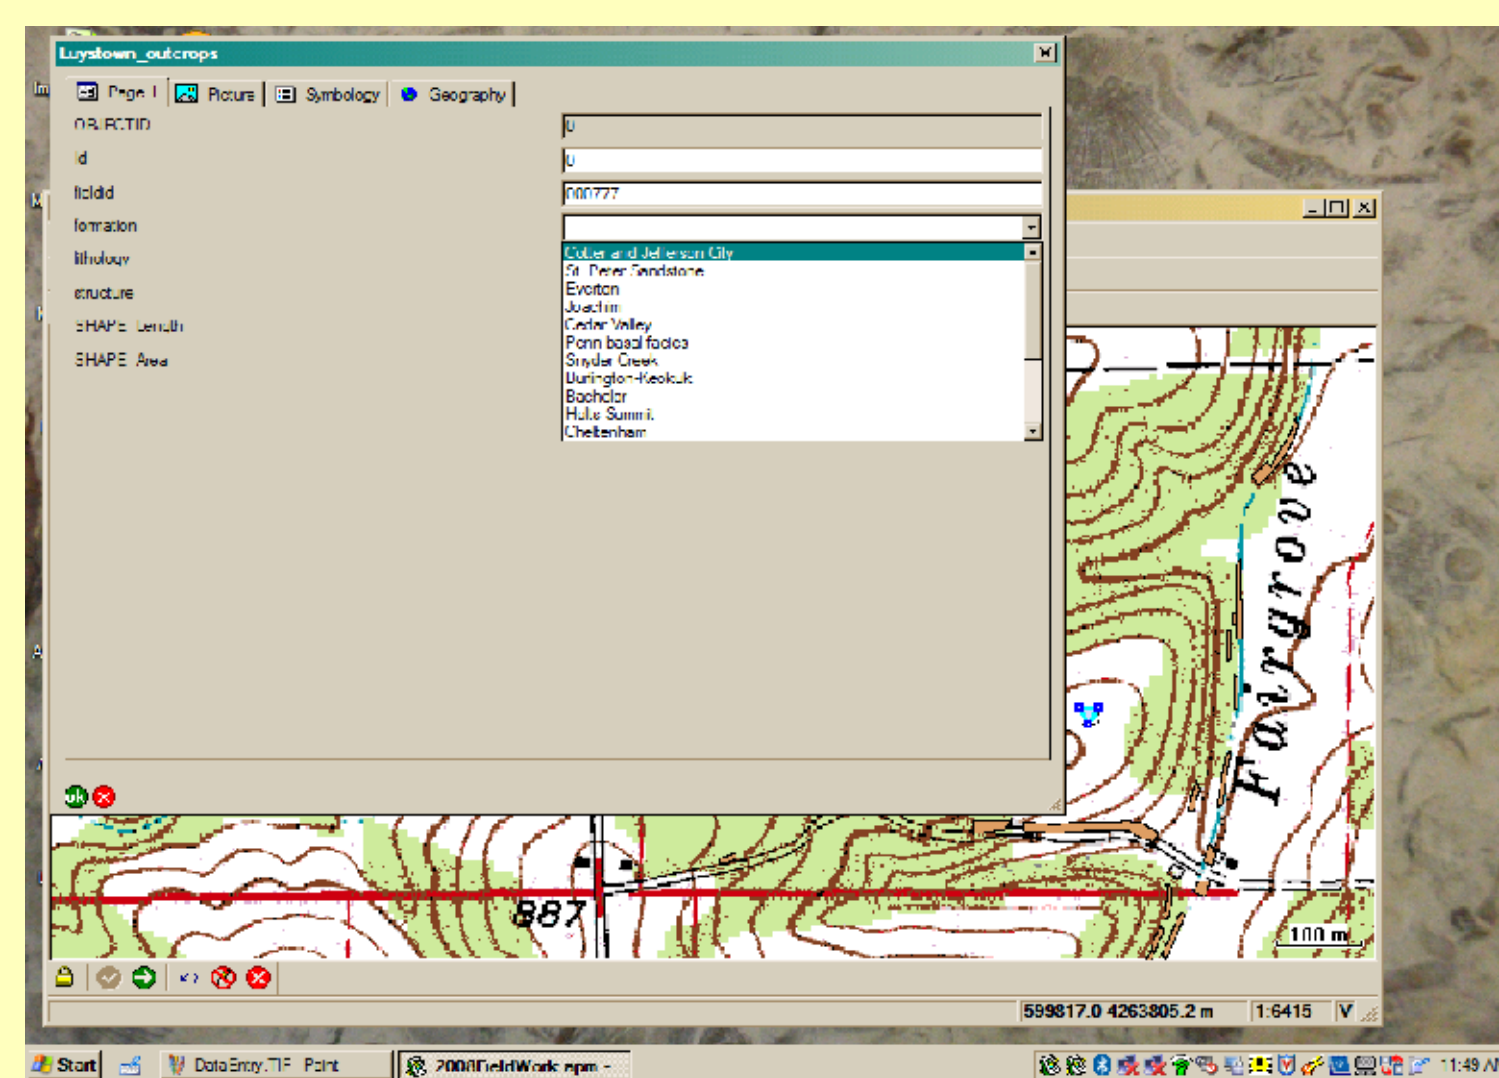 Luystown_outcrops
Page 1 Picture Symbology Geography
OBJECTID 0
id 0
fieldid 000777
formation
lithology
structure
SHAPE_Length
SHAPE_Area
Cotter and Jefferson City
St. Peter Sandstone
Everton
Joachim
Cedar Valley
Penn basal facies
Snyder Creek
Burlington-Keokuk
Bachelor
Holts Summit
Cheltenham
Fairgrove
887
100 m
599817.0 4263805.2 m 1:6415 V
Start DataEntry.TIF - Paint 2008FieldWork.apm - 11:49 AM